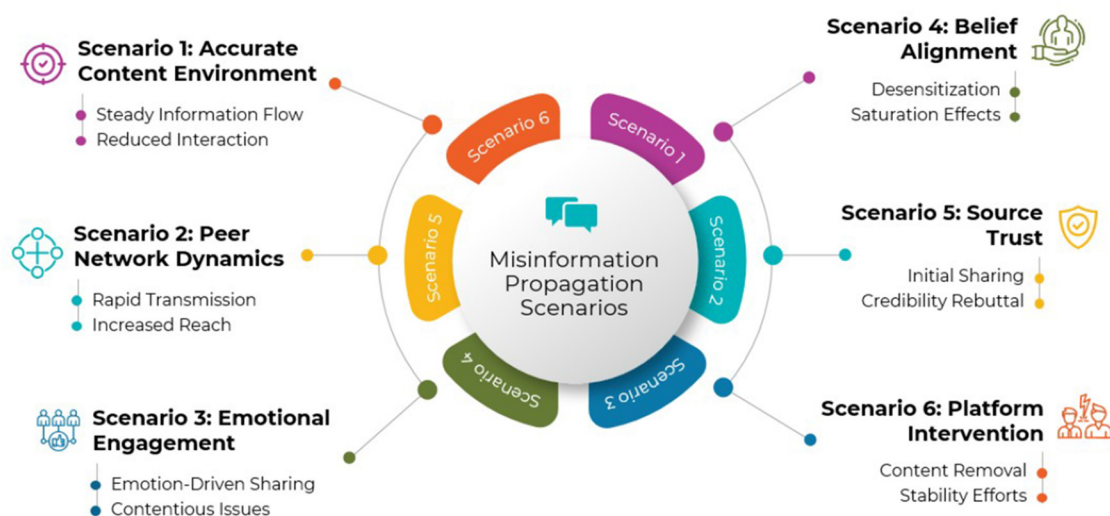 Scenario 1: Accurate
Content Environment
Steady Information Flow
Reduced Interaction
Scenario 2: Peer
Network Dynamics
Rapid Transmission
Increased Reach
Scenario 3: Emotional
Engagement
Emotion-Driven Sharing
Contentious Issues
Scenario 6
Scenario 1
Scenario 5
Scenario 2
Scenario 4
Scenario 3
Misinformation
Propagation
Scenarios
Scenario 4: Belief
Alignment
Desensitization
Saturation Effects
Scenario 5: Source
Trust
Initial Sharing
Credibility Rebuttal
Scenario 6: Platform
Intervention
Content Removal
Stability Efforts